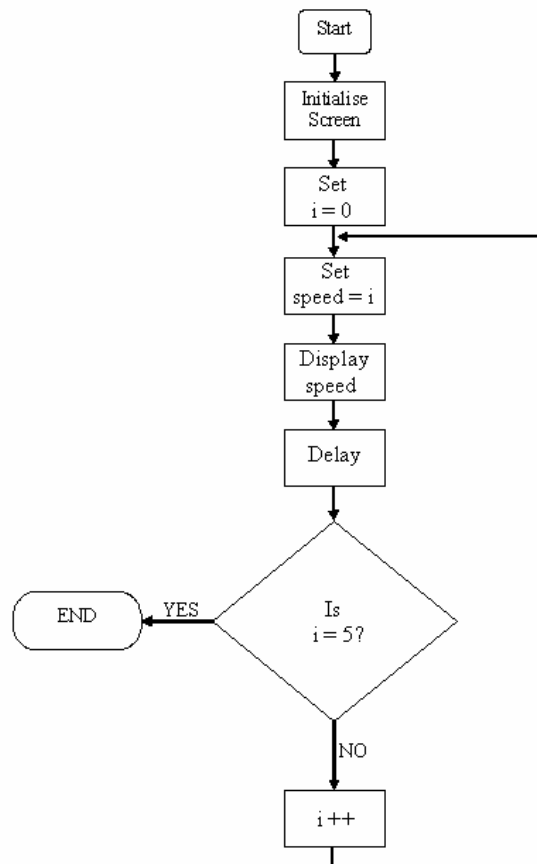 Start
Initialise
Screen
Set
i = 0
Set
speed = i
Display
speed
Delay
Is
i = 5?
YES
END
NO
i ++